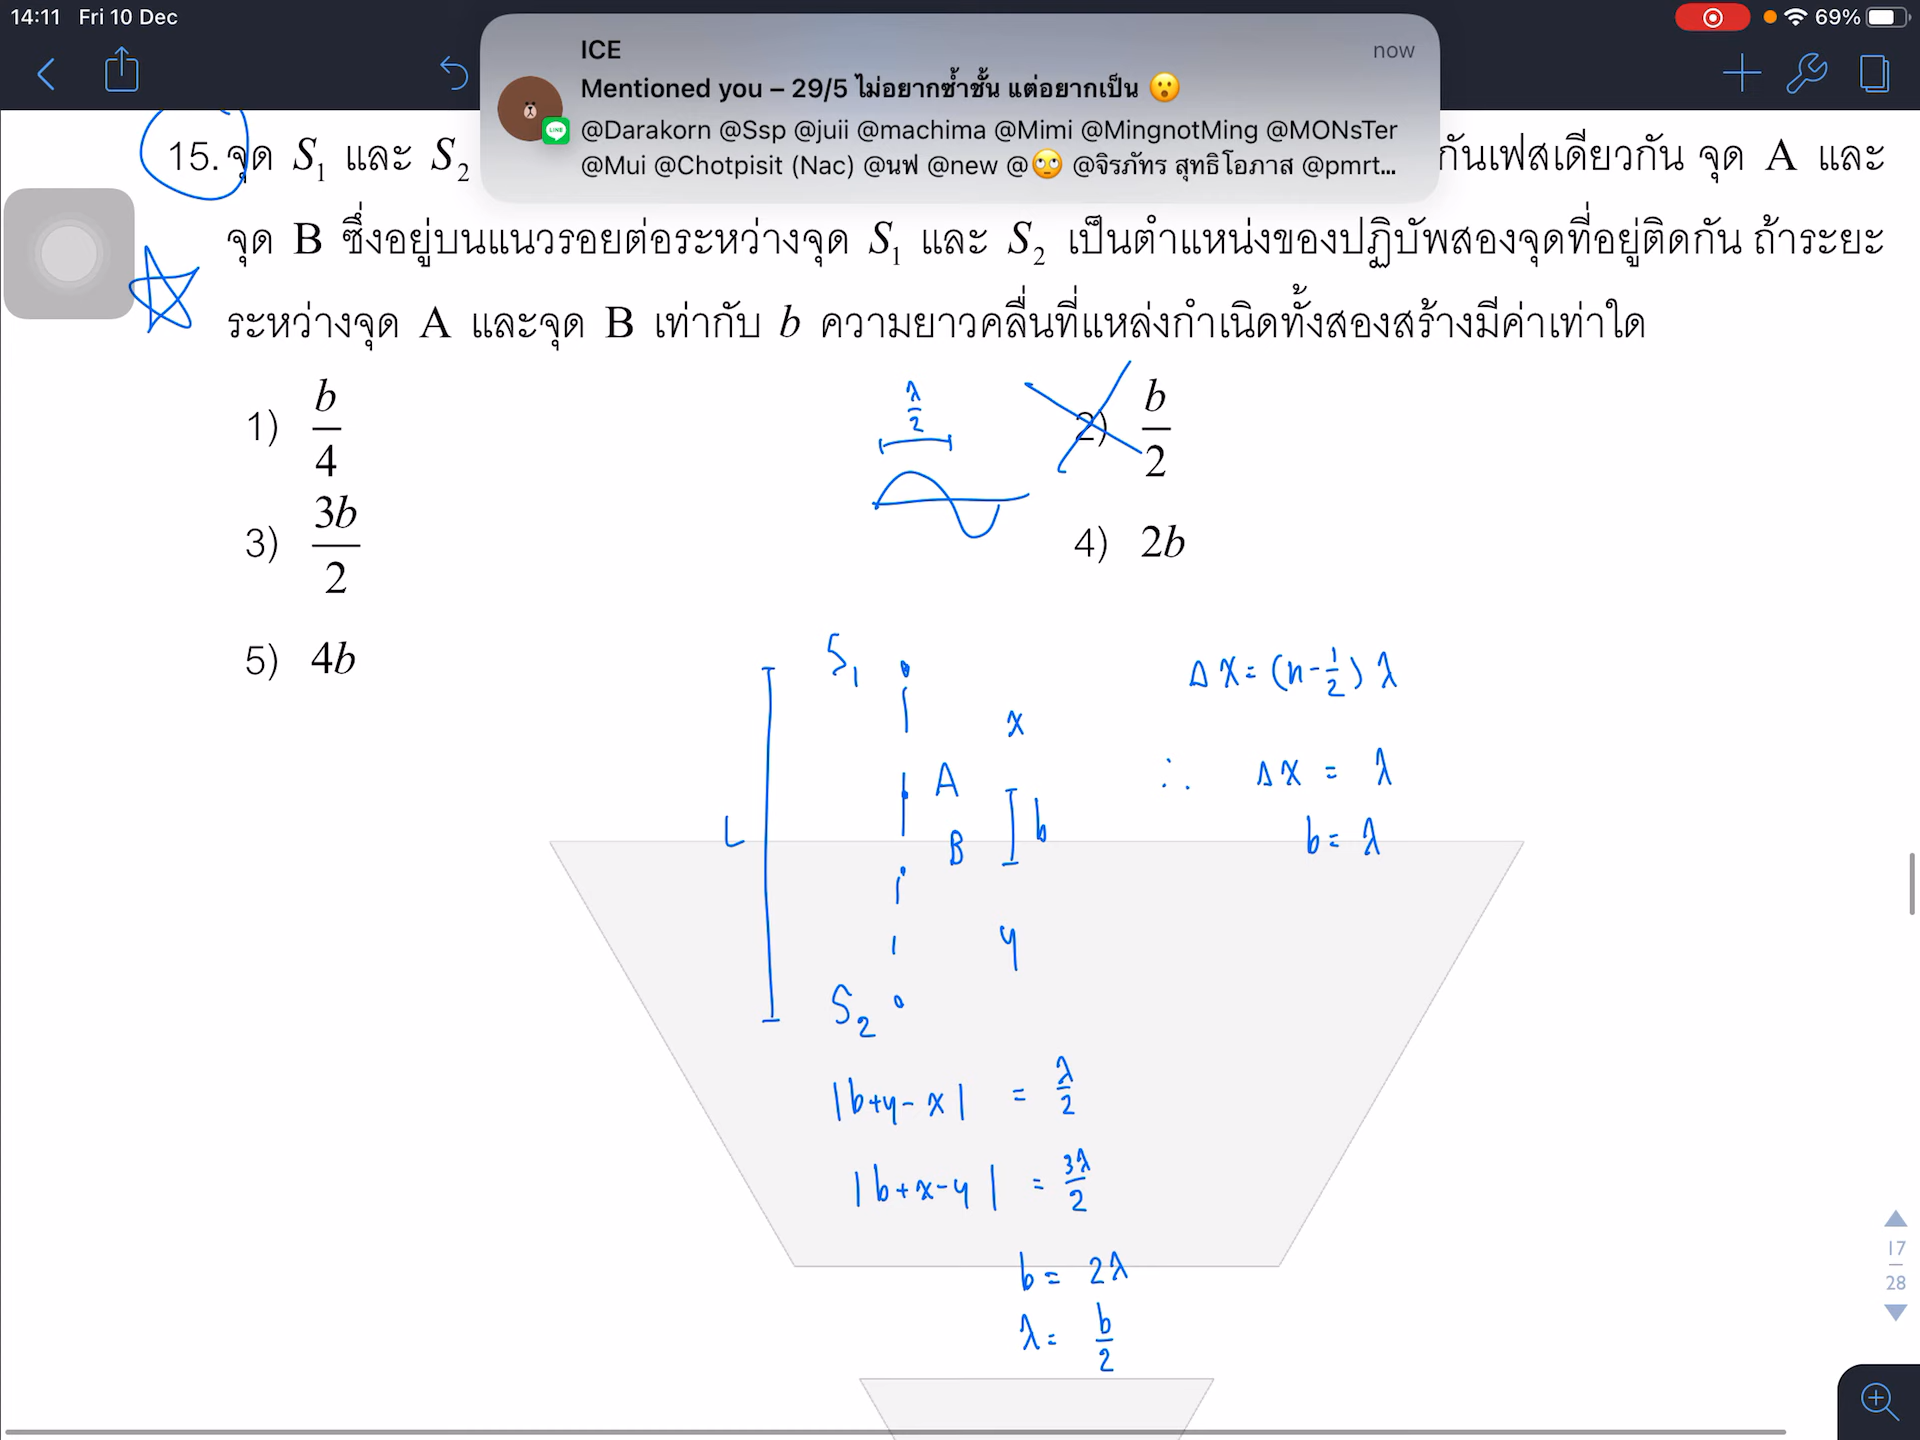 14:11 Fri 10 Dec
69%
ICE
now
Mentioned you – 29/5 ไม่อยากซ้ำชั้น แต่อยากเป็น 😮
@Darakorn @Ssp @juii @machima @Mimi @MingnotMing @MONsTer
@Mui @Chotpisit (Nac) @นฟ @new @🙄 @จิรภัทร สุทธิโอภาส @pmrt...
LINE
15. จุด S₁ และ S₂
กันเฟสเดียวกัน จุด A และ
จุด B ซึ่งอยู่บนแนวรอยต่อระหว่างจุด S₁ และ S₂ เป็นตำแหน่งของปฏิบัพสองจุดที่อยู่ติดกัน ถ้าระยะ
ระหว่างจุด A และจุด B เท่ากับ b ความยาวคลื่นที่แหล่งกำเนิดทั้งสองสร้างมีค่าเท่าใด
1) b/4
λ/2
2) b/2
3) 3b/2
4) 2b
5) 4b
S₁
Δx = (n - 1/2) λ
x
A
∴ Δx = λ
L
B
b
b = λ
y
S₂
|b+y-x| = λ/2
|b+x-y| = 3λ/2
b = 2λ
λ = b/2
17
28